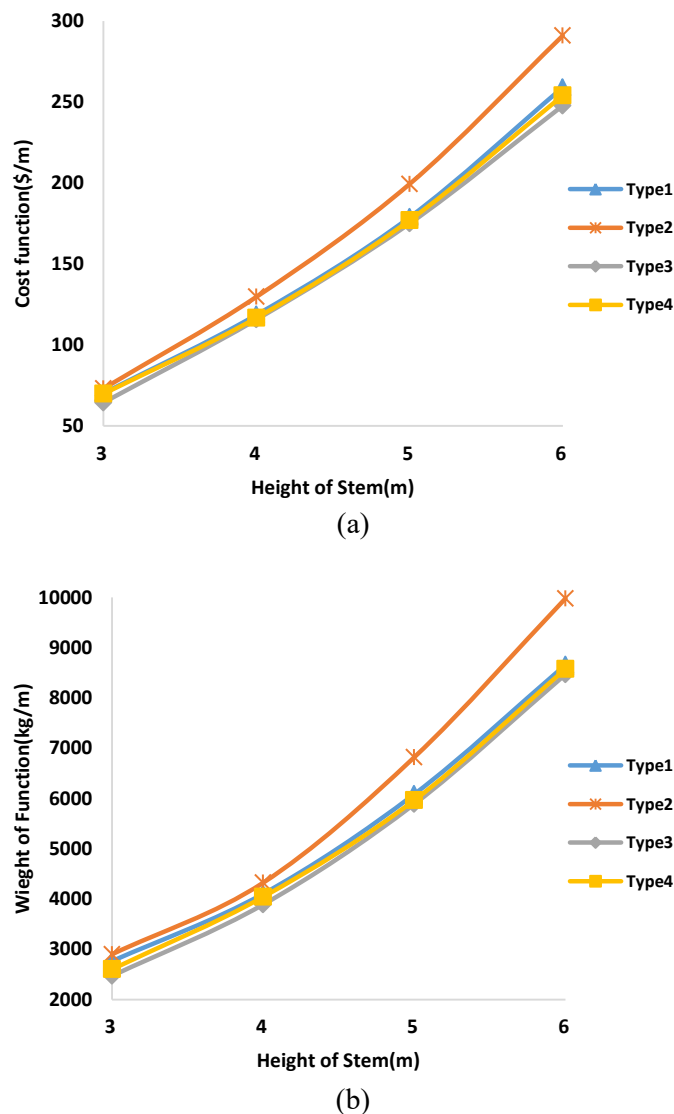 300
250
200
150
100
50
Cost function($/m)
3 4 5 6
Height of Stem(m)
Type1
Type2
Type3
Type4
(a)
10000
9000
8000
7000
6000
5000
4000
3000
2000
Wieght of Function(kg/m)
3 4 5 6
Height of Stem(m)
Type1
Type2
Type3
Type4
(b)